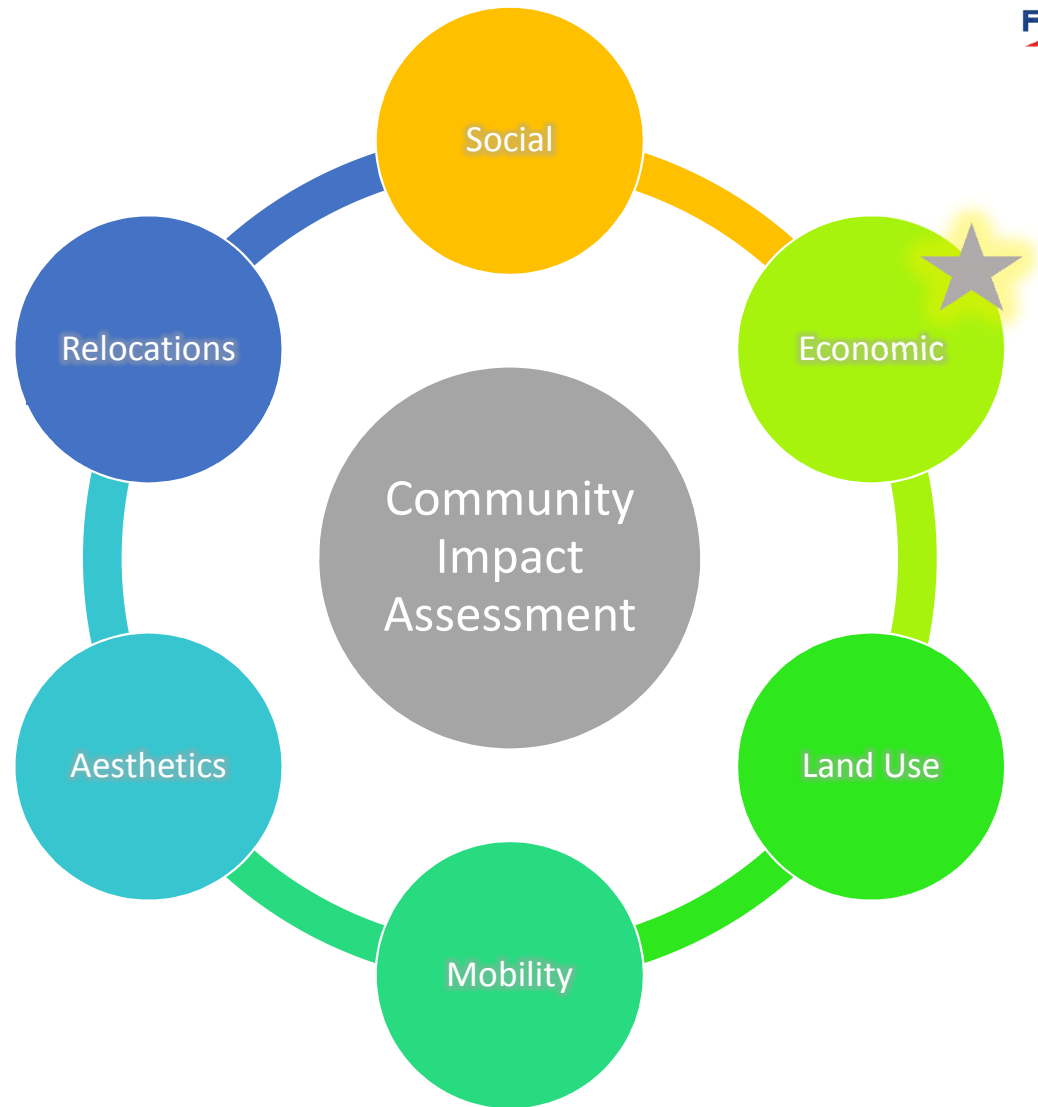 F
Social
Economic
Relocations
Community
Impact
Assessment
Land Use
Aesthetics
Mobility